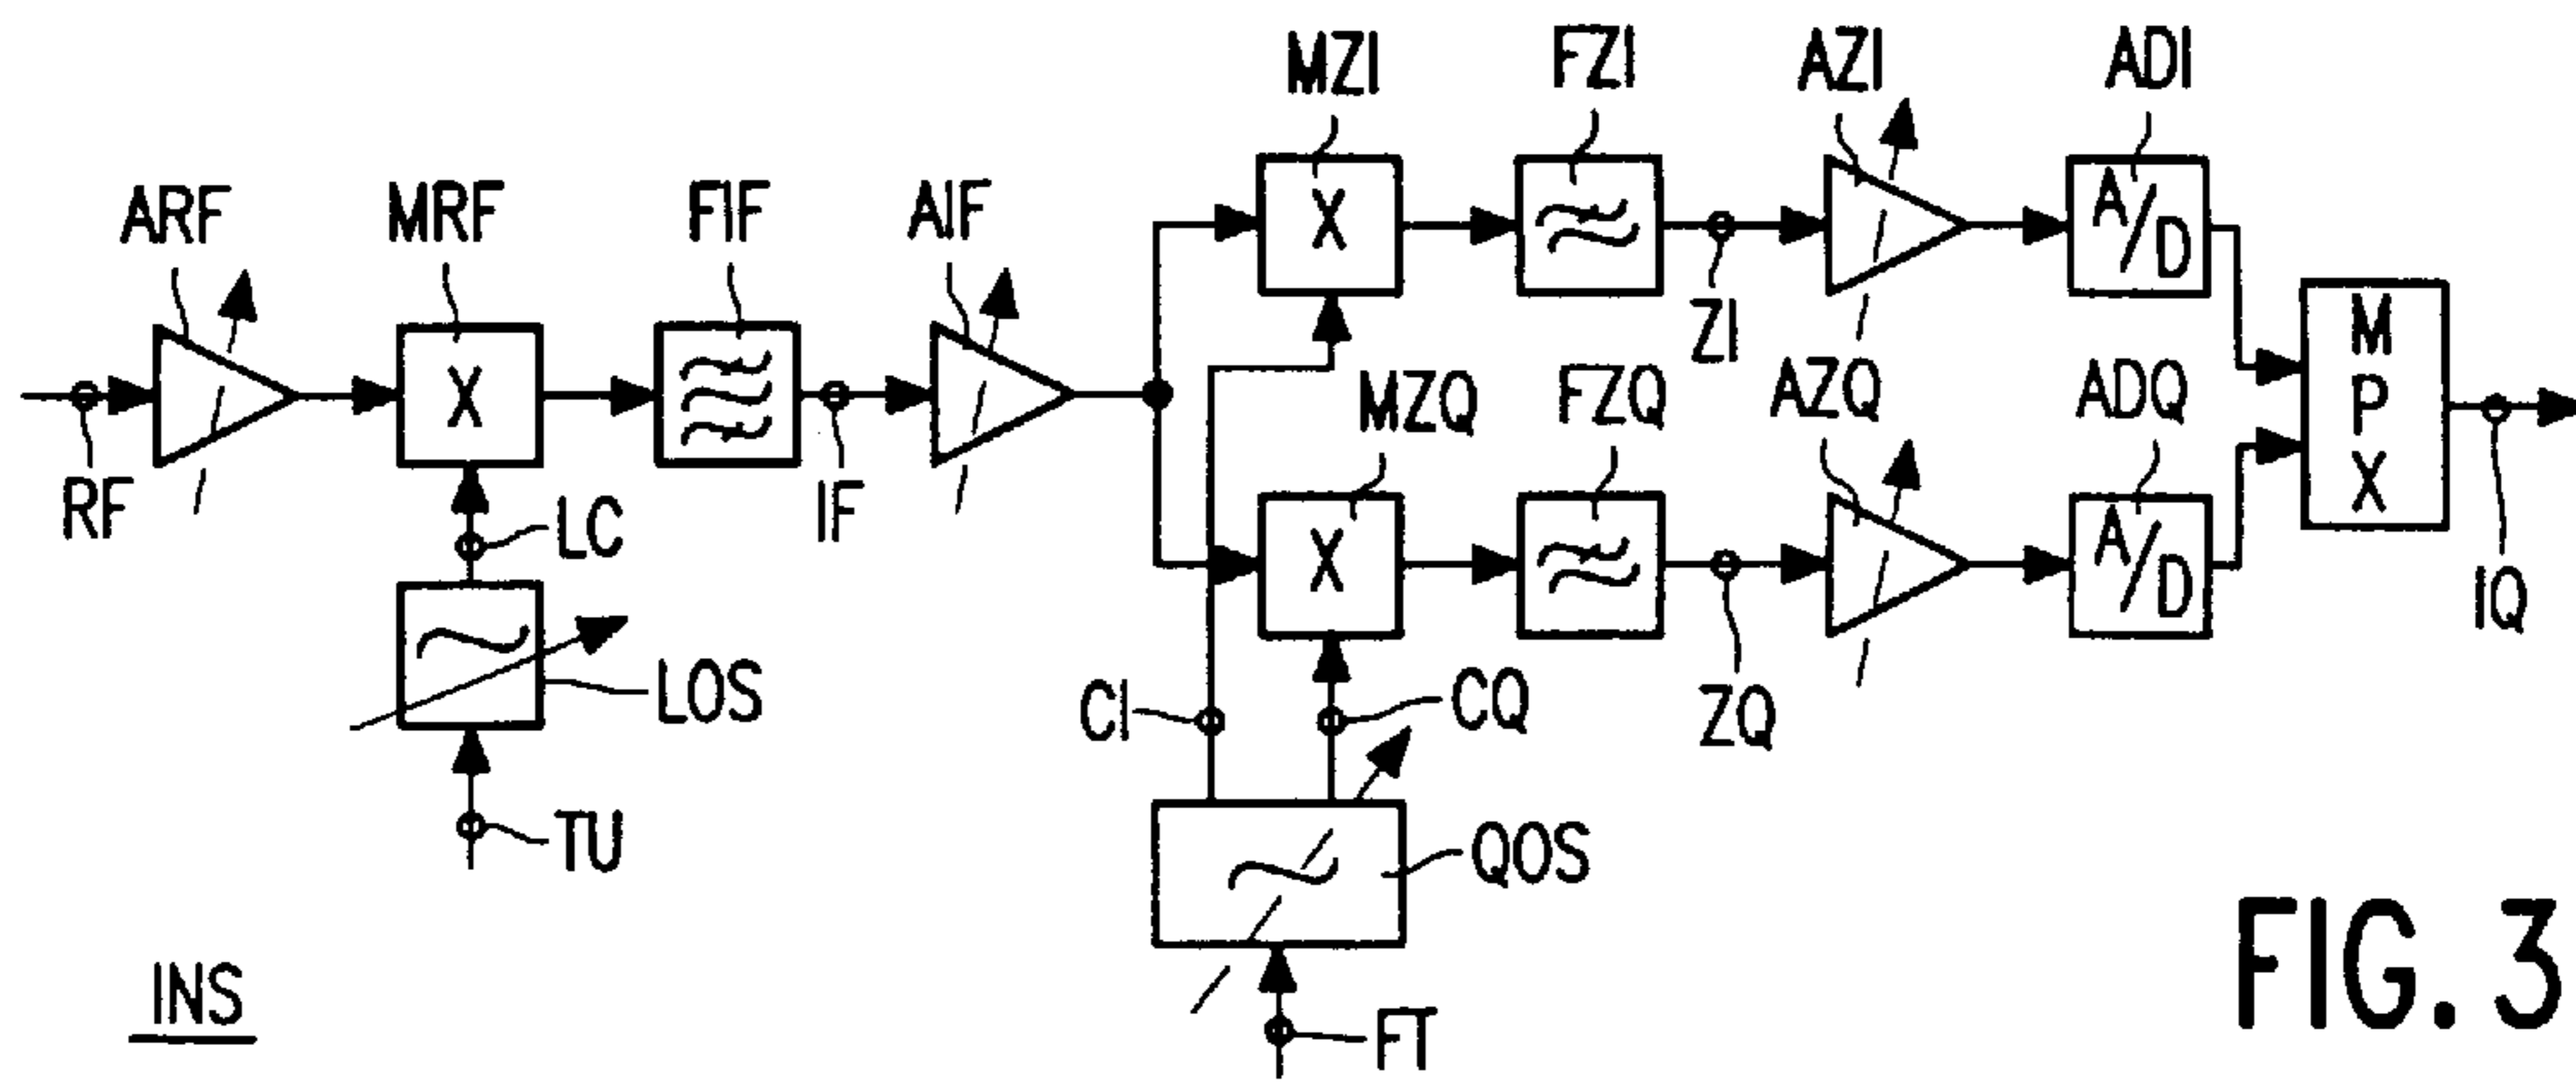 MZI FZI AZI ADI
ARF MRF FIF AIF
X A/D
ZI
MPX
RF X IF
MZQ FZQ AZQ ADQ
LC
X A/D
IQ
LOS
CI CQ ZQ
TU
QOS
INS
FT
FIG. 3